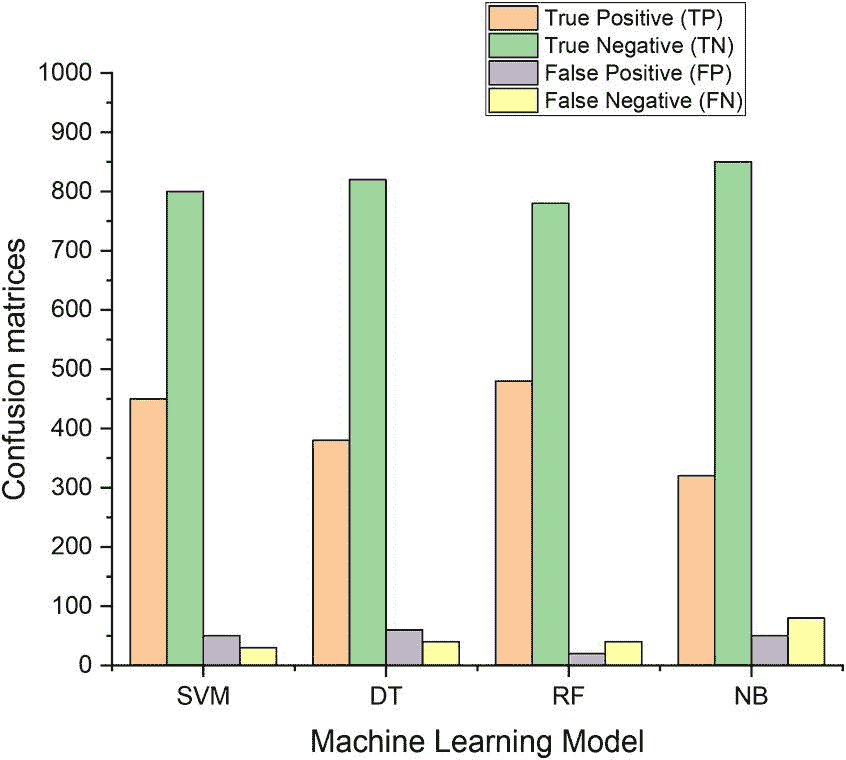 True Positive (TP)
True Negative (TN)
False Positive (FP)
False Negative (FN)
1000
900
800
700
600
500
400
300
200
100
0
Confusion matrices
SVM DT RF NB
Machine Learning Model